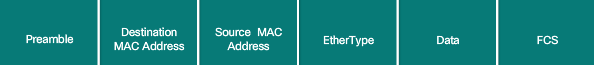 Preamble
Destination
MAC Address
Source MAC
Address
EtherType
Data
FCS